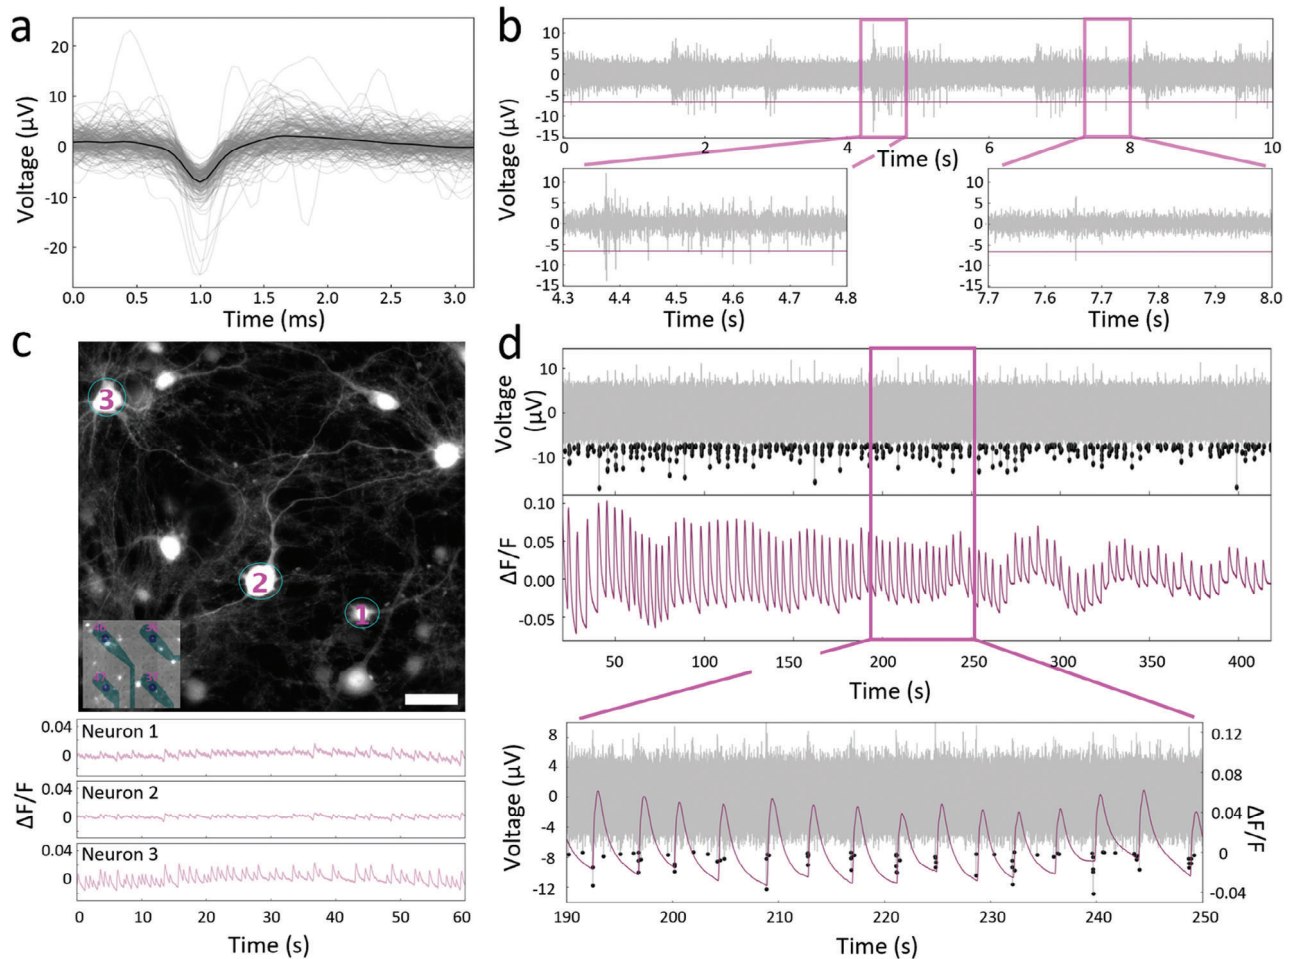 a
Voltage (µV)
20
10
0
-10
-20
0.0 0.5 1.0 1.5 2.0 2.5 3.0
Time (ms)
b
Voltage (µV)
10
5
0
-5
-10
-15
0 2 4 6 8 10
Time (s)
10
5
0
-5
-10
-15
4.3 4.4 4.5 4.6 4.7 4.8
Time (s)
10
5
0
-5
-10
-15
7.7 7.6 7.7 7.8 7.9 8.0
Time (s)
c
3
2
1
ΔF/F
0.04
0
Neuron 1
0.04
0
Neuron 2
0.04
0
Neuron 3
0 10 20 30 40 50 60
Time (s)
d
Voltage
(µV)
10
0
-10
ΔF/F
0.10
0.05
0.00
-0.05
50 100 150 200 250 300 350 400
Time (s)
Voltage (µV)
8
4
0
-4
-8
-12
0.12
0.08
0.04
0
-0.04
ΔF/F
190 200 210 220 230 240 250
Time (s)